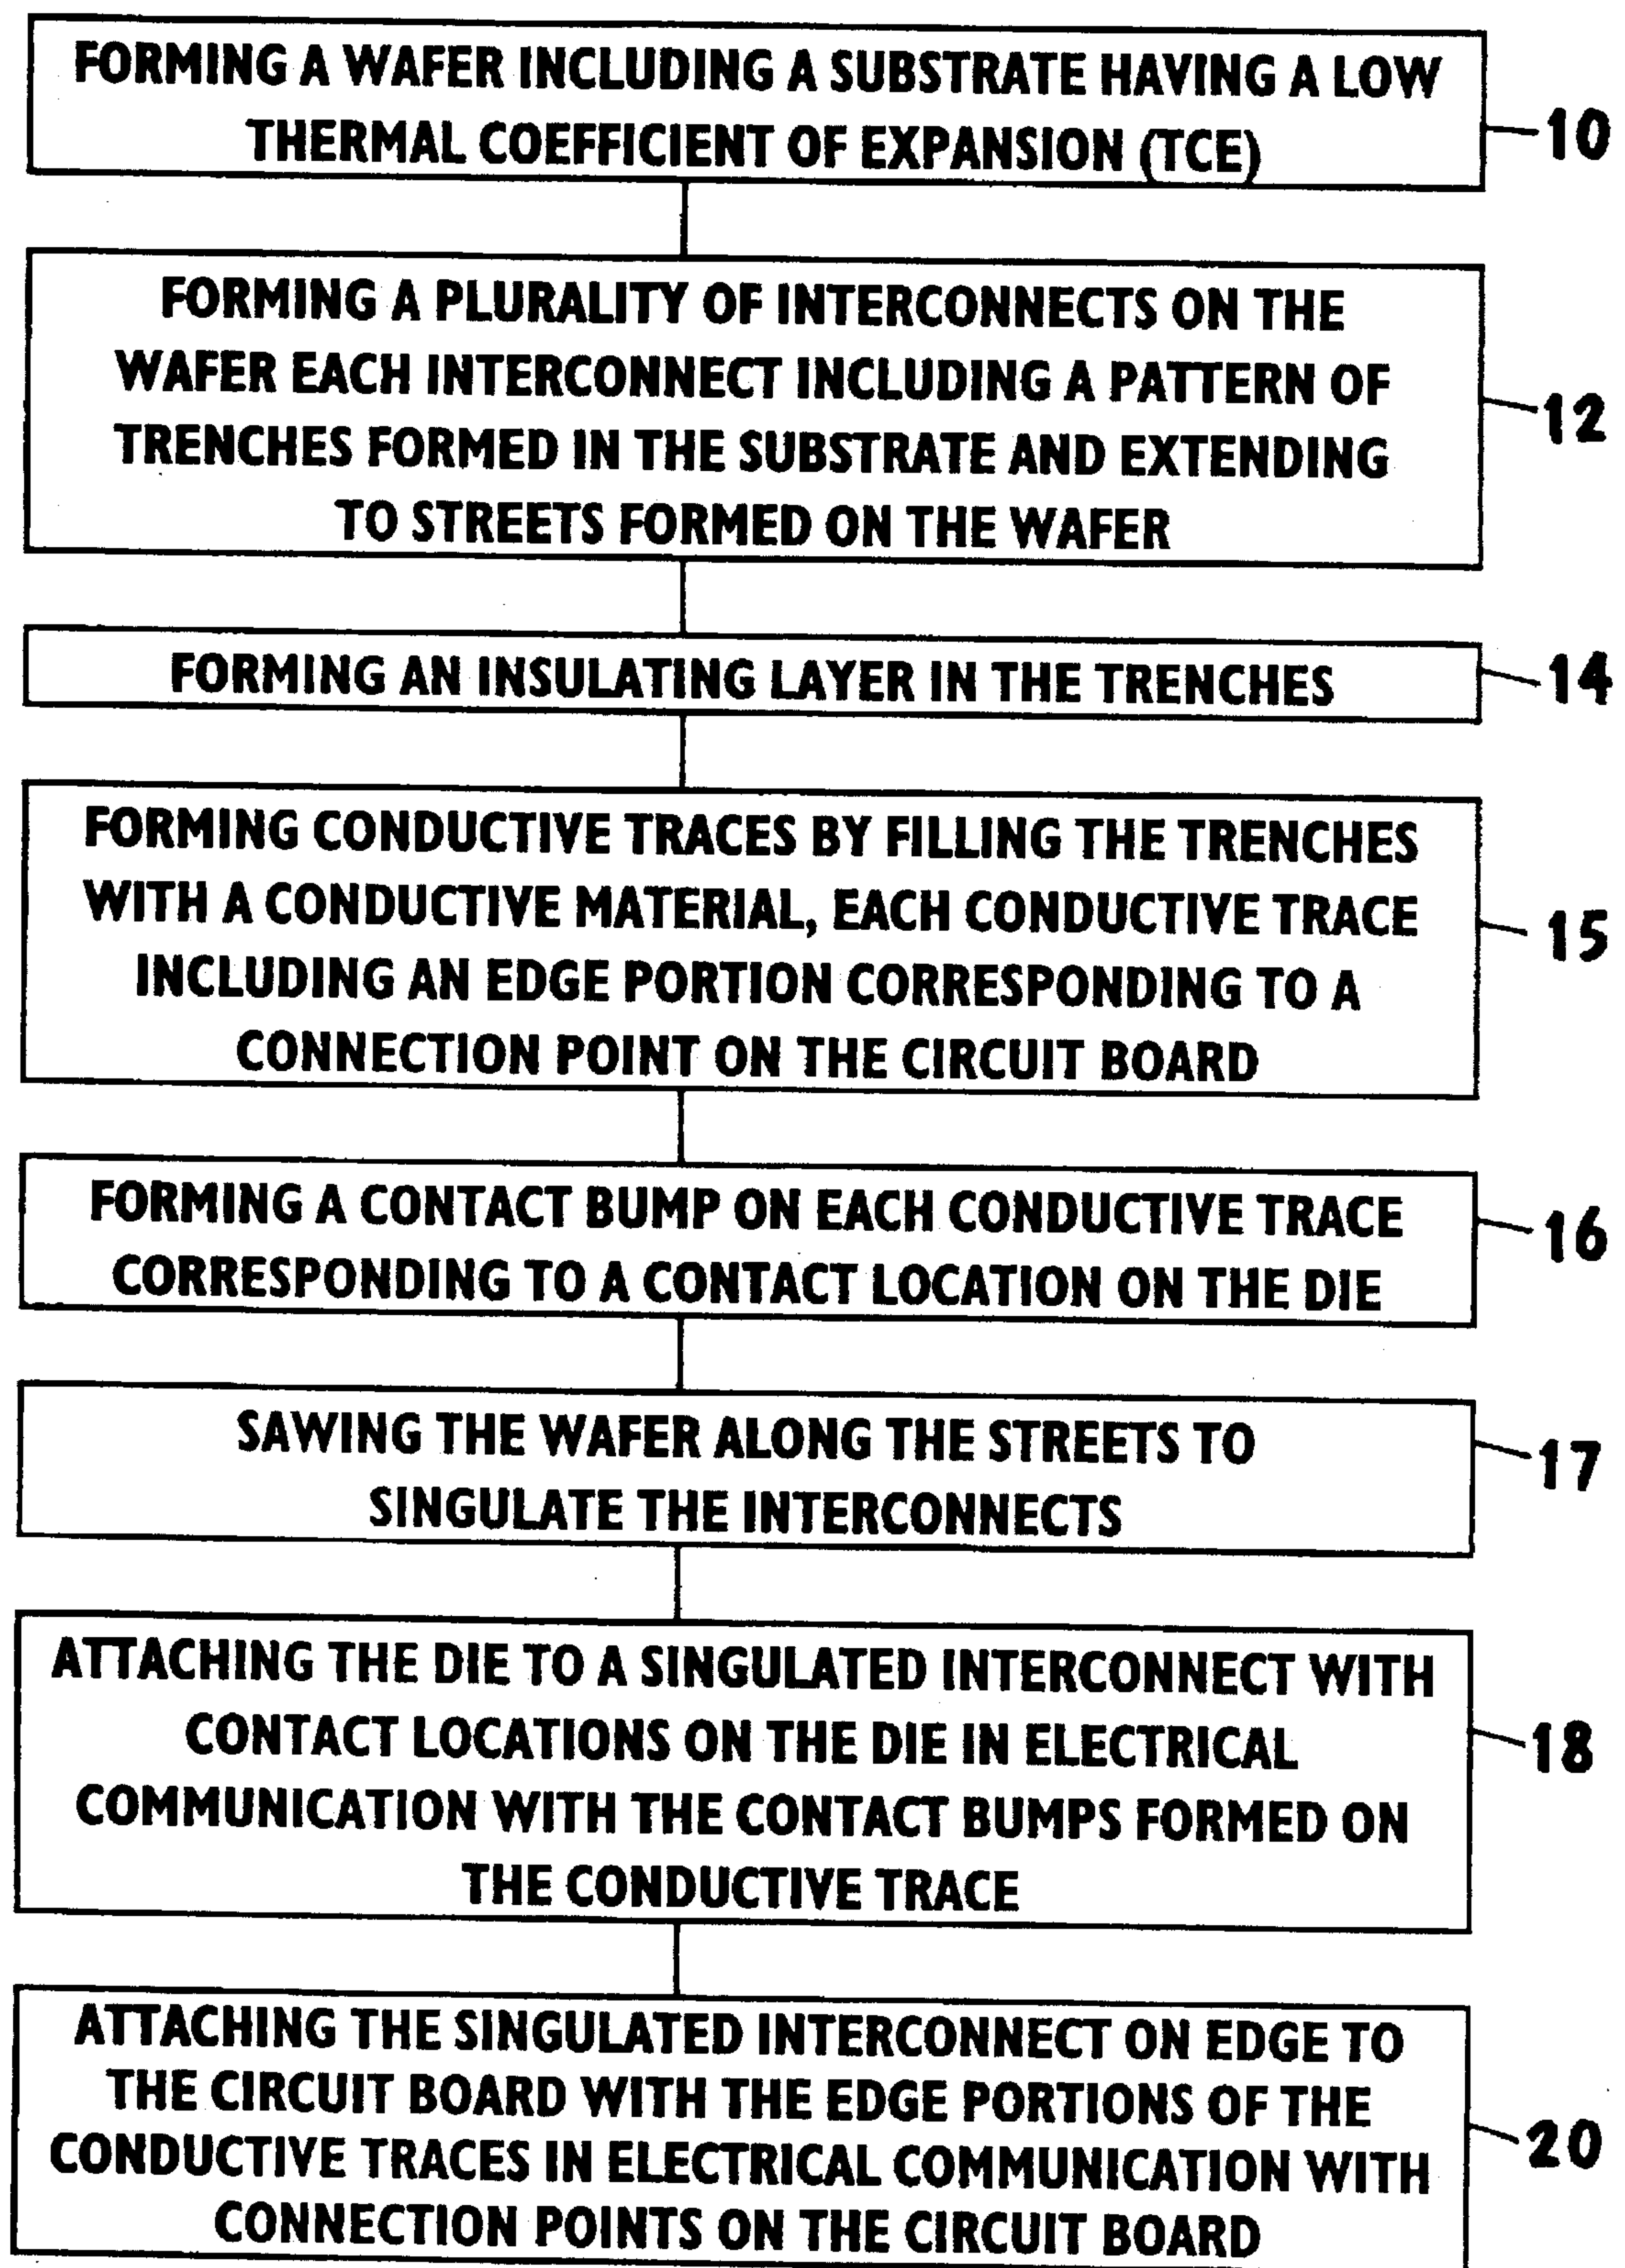 FORMING A WAFER INCLUDING A SUBSTRATE HAVING A LOW
THERMAL COEFFICIENT OF EXPANSION (TCE)
10
FORMING A PLURALITY OF INTERCONNECTS ON THE
WAFER EACH INTERCONNECT INCLUDING A PATTERN OF
TRENCHES FORMED IN THE SUBSTRATE AND EXTENDING
TO STREETS FORMED ON THE WAFER
12
FORMING AN INSULATING LAYER IN THE TRENCHES
14
FORMING CONDUCTIVE TRACES BY FILLING THE TRENCHES
WITH A CONDUCTIVE MATERIAL, EACH CONDUCTIVE TRACE
INCLUDING AN EDGE PORTION CORRESPONDING TO A
CONNECTION POINT ON THE CIRCUIT BOARD
15
FORMING A CONTACT BUMP ON EACH CONDUCTIVE TRACE
CORRESPONDING TO A CONTACT LOCATION ON THE DIE
16
SAWING THE WAFER ALONG THE STREETS TO
SINGULATE THE INTERCONNECTS
17
ATTACHING THE DIE TO A SINGULATED INTERCONNECT WITH
CONTACT LOCATIONS ON THE DIE IN ELECTRICAL
COMMUNICATION WITH THE CONTACT BUMPS FORMED ON
THE CONDUCTIVE TRACE
18
ATTACHING THE SINGULATED INTERCONNECT ON EDGE TO
THE CIRCUIT BOARD WITH THE EDGE PORTIONS OF THE
CONDUCTIVE TRACES IN ELECTRICAL COMMUNICATION WITH
CONNECTION POINTS ON THE CIRCUIT BOARD
20